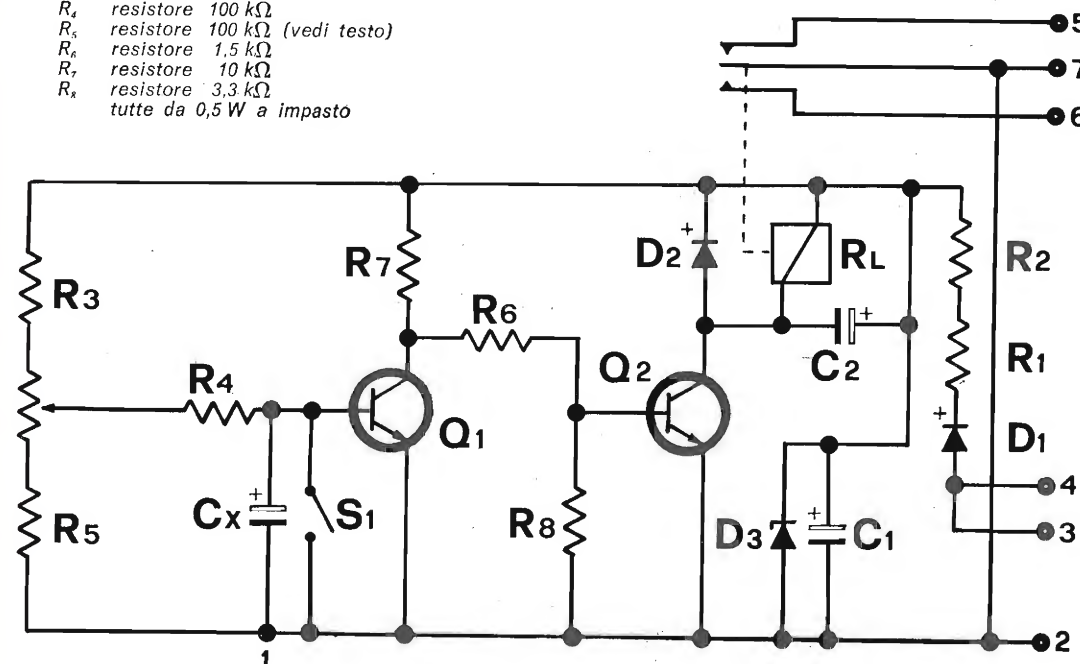 R₄ resistore 100 kΩ
R₅ resistore 100 kΩ (vedi testo)
R₆ resistore 1,5 kΩ
R₇ resistore 10 kΩ
R₈ resistore 3,3 kΩ
tutte da 0,5 W a impasto
5
7
6
R3
R7
R6
D2
+
RL
R2
R4
Q1
Q2
C2
+
R1
+
D1
R5
CX
+
S1
R8
D3
+
C1
4
3
1
2